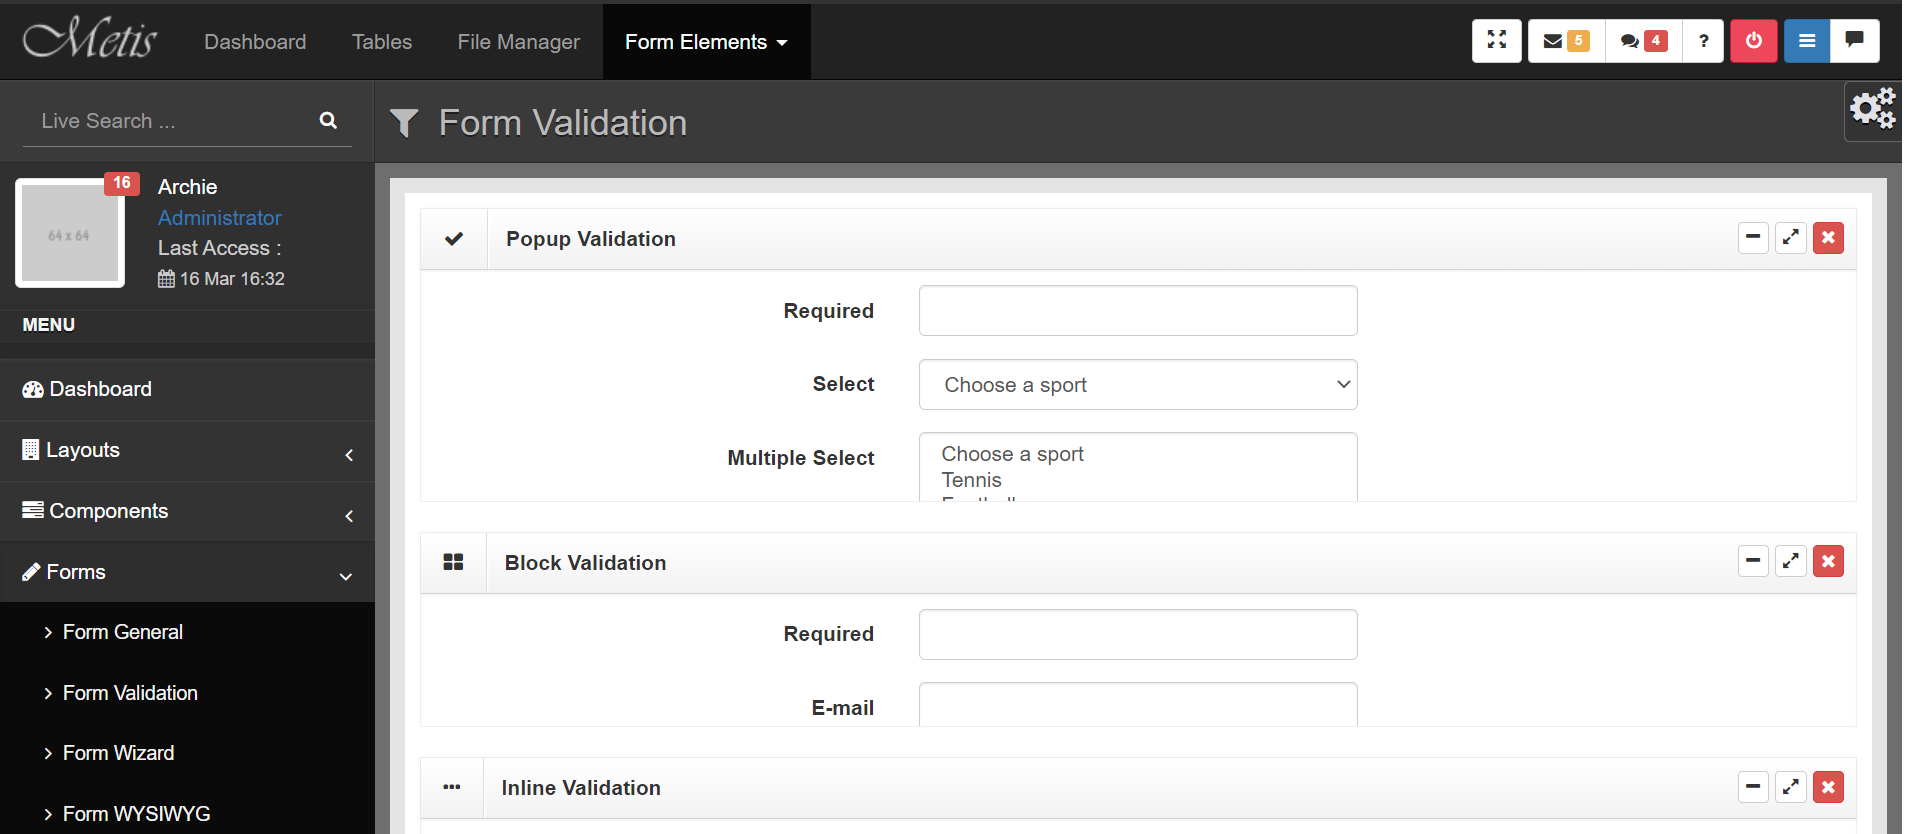 Metis
Dashboard
Tables
File Manager
Form Elements
5
4
?
Live Search ...
Form Validation
16
64 x 64
Archie
Administrator
Last Access :
16 Mar 16:32
MENU
Dashboard
Layouts
Components
Forms
Form General
Form Validation
Form Wizard
Form WYSIWYG
Popup Validation
Required
Select
Choose a sport
Multiple Select
Choose a sport
Tennis
Block Validation
Required
E-mail
Inline Validation